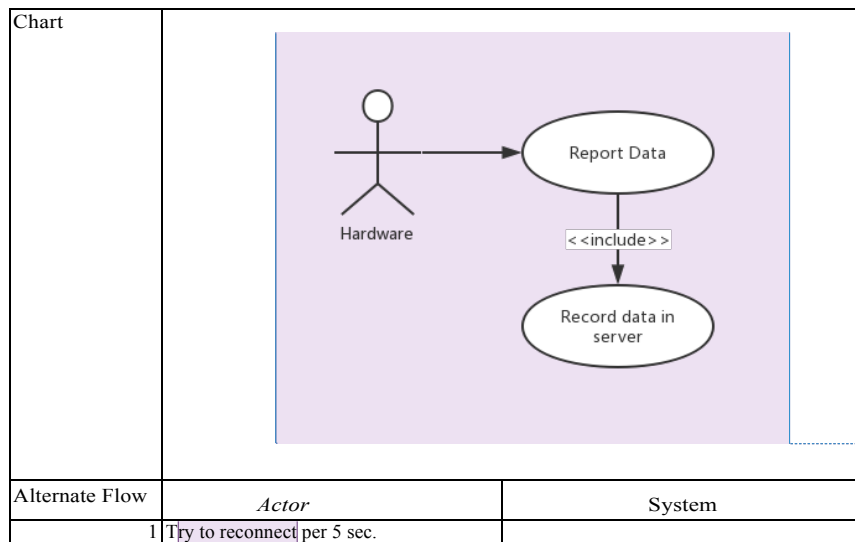 Chart
Report Data
Hardware
<<include>>
Record data in
server
Alternate Flow
Actor
System
1 Try to reconnect per 5 sec.